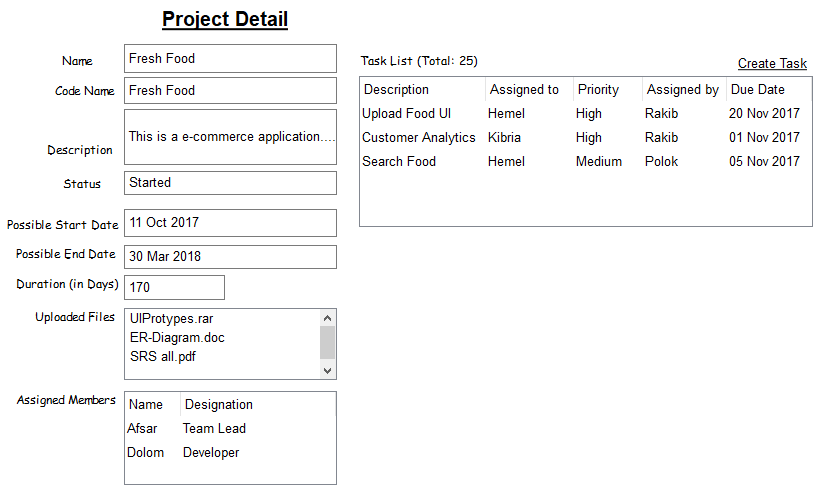 Project Detail
Name
Fresh Food
Code Name
Fresh Food
Description
This is a e-commerce application....
Status
Started
Possible Start Date
11 Oct 2017
Possible End Date
30 Mar 2018
Duration (in Days)
170
Uploaded Files
UIProtypes.rar
ER-Diagram.doc
SRS all.pdf
Assigned Members
Name Designation
Afsar Team Lead
Dolom Developer
Task List (Total: 25)
Create Task
Description Assigned to Priority Assigned by Due Date
Upload Food UI Hemel High Rakib 20 Nov 2017
Customer Analytics Kibria High Rakib 01 Nov 2017
Search Food Hemel Medium Polok 05 Nov 2017